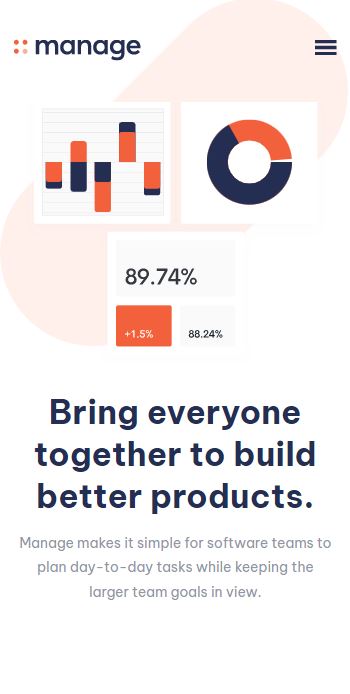 manage
89.74%
+1.5%
88.24%
Bring everyone
together to build
better products.
Manage makes it simple for software teams to
plan day-to-day tasks while keeping the
larger team goals in view.